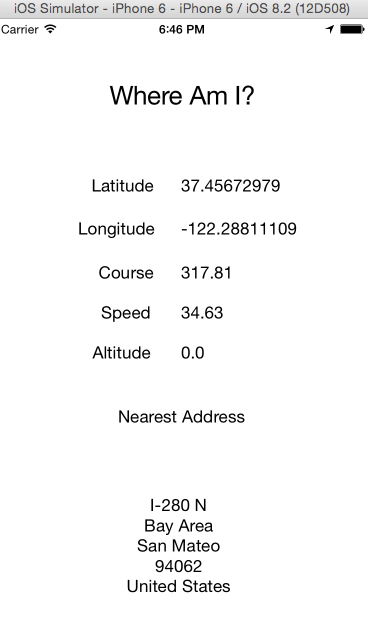 iOS Simulator - iPhone 6 - iPhone 6 / iOS 8.2 (12D508)
Carrier 6:46 PM
Where Am I?
Latitude 37.45672979
Longitude -122.28811109
Course 317.81
Speed 34.63
Altitude 0.0
Nearest Address
I-280 N
Bay Area
San Mateo
94062
United States